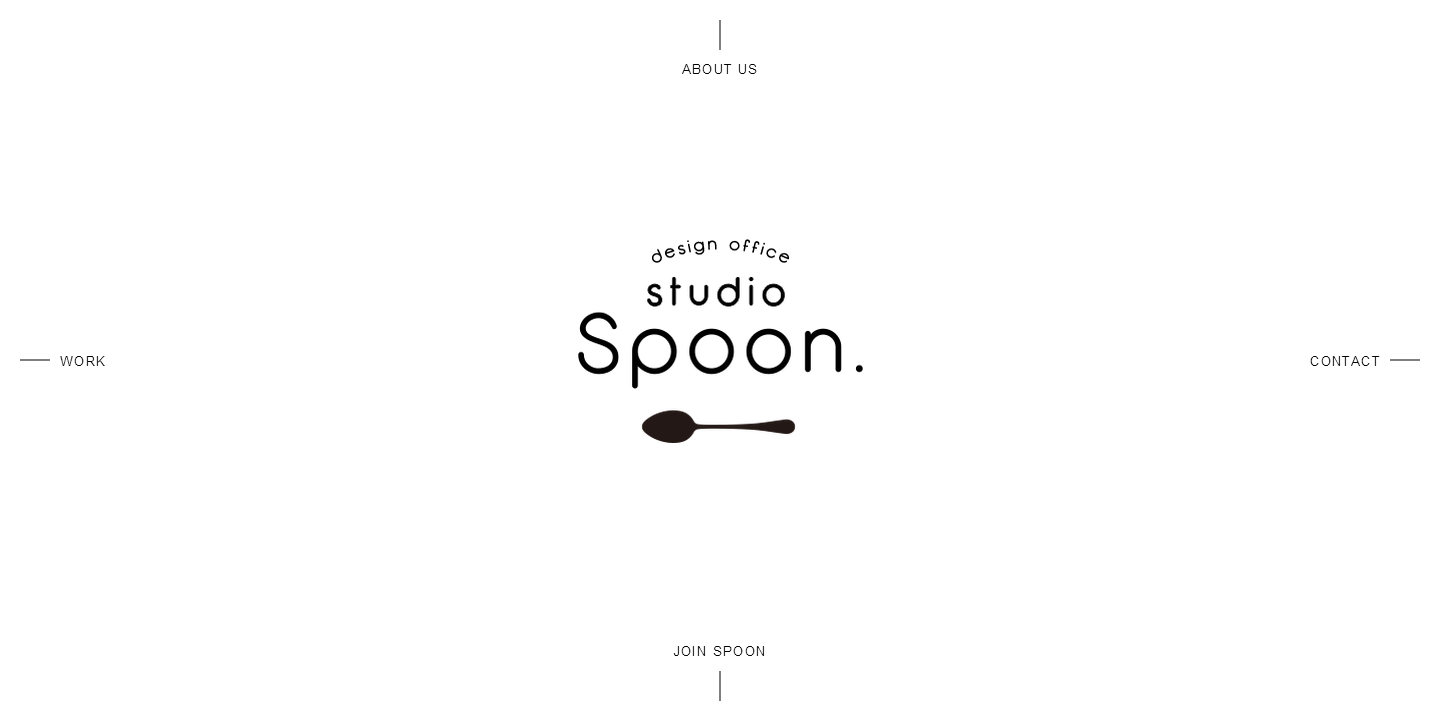 ABOUT US
design office
studio
Spoon.
WORK
CONTACT
JOIN SPOON